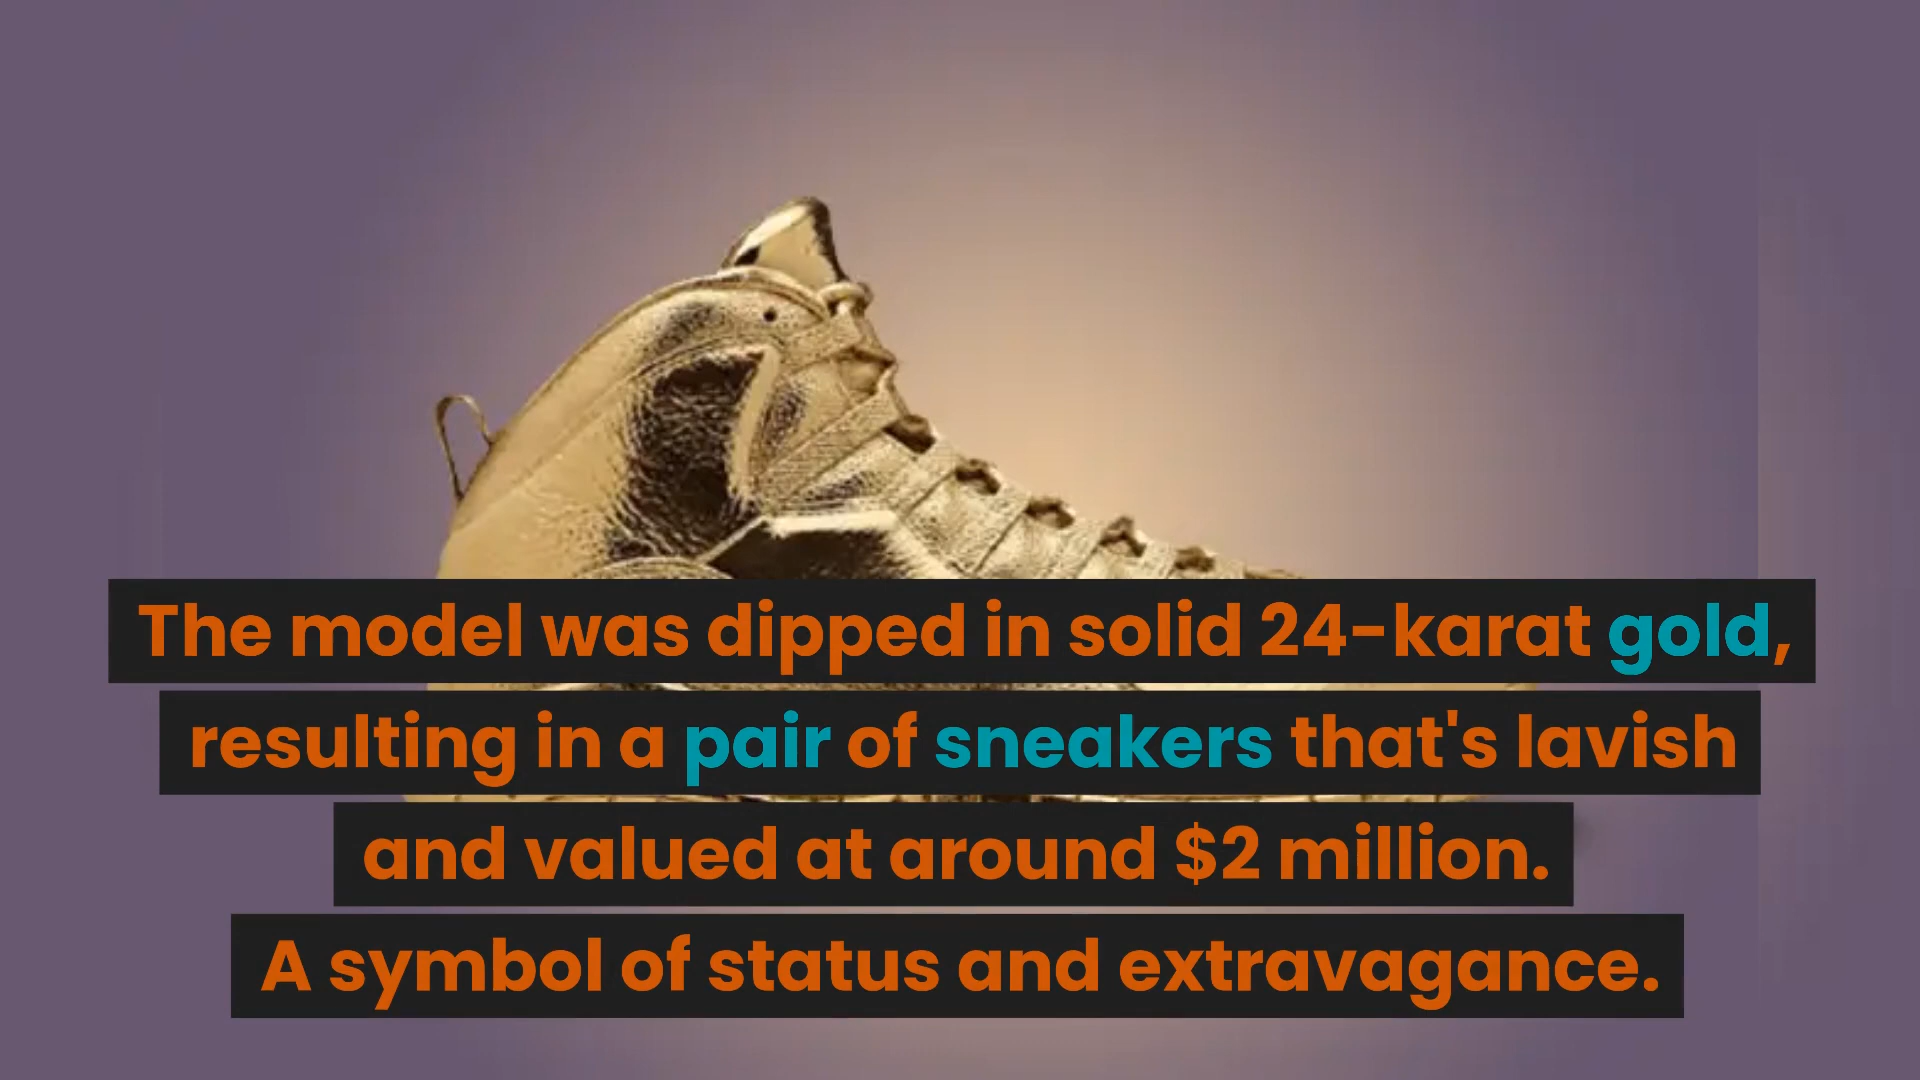 The model was dipped in solid 24-karat gold,
resulting in a pair of sneakers that's lavish
and valued at around $2 million.
A symbol of status and extravagance.